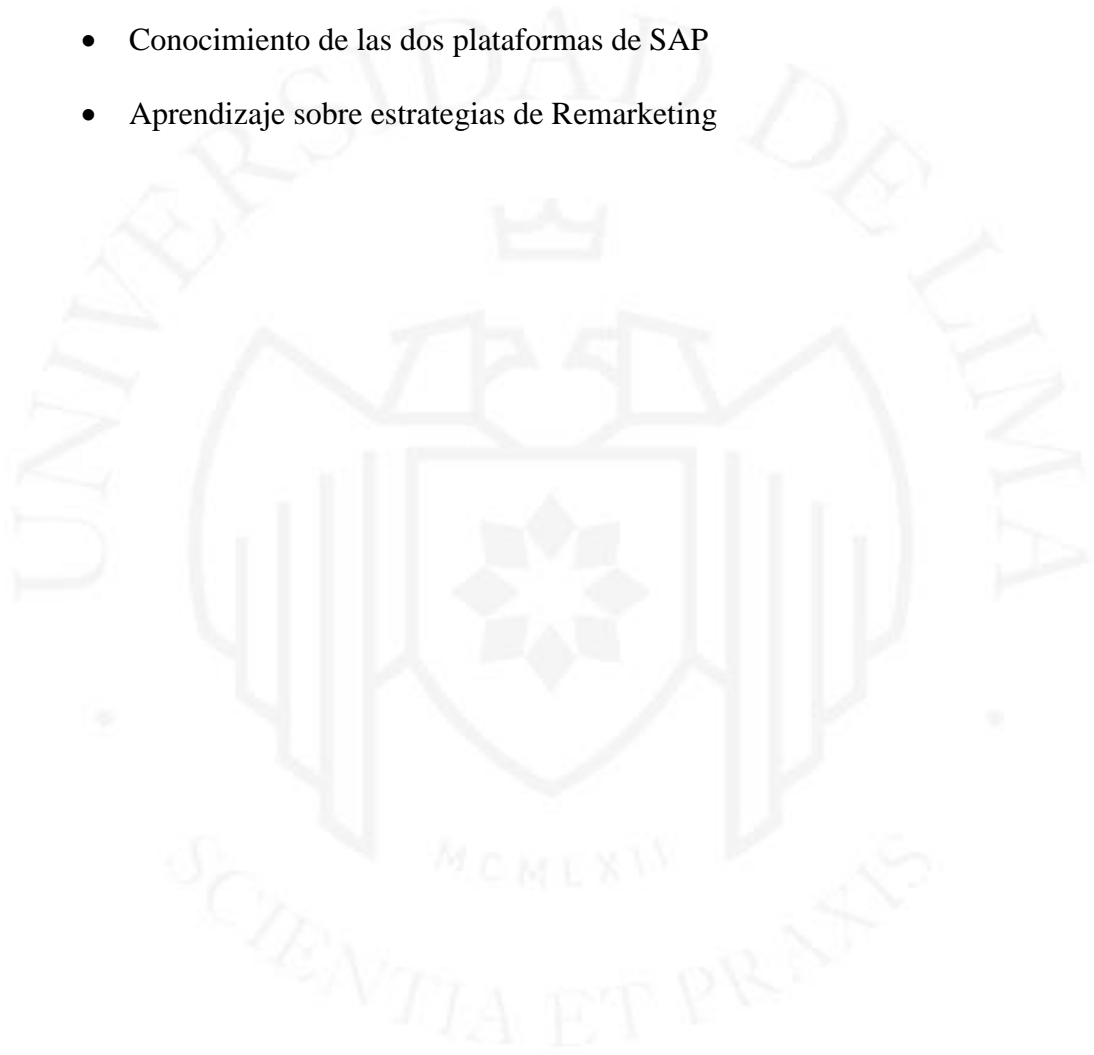 • Conocimiento de las dos plataformas de SAP
• Aprendizaje sobre estrategias de Remarketing
UNIVERSIDAD DE LIMA
MCMLXII
SCIENTIA ET PRAXIS